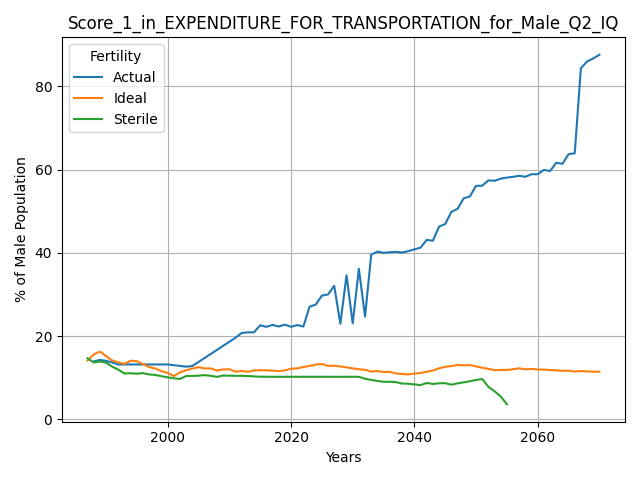 Score_1_in_EXPENDITURE_FOR_TRANSPORTATION_for_Male_Q2_IQ
Fertility
Actual
Ideal
Sterile
% of Male Population
80
60
40
20
0
2000 2020 2040 2060
Years